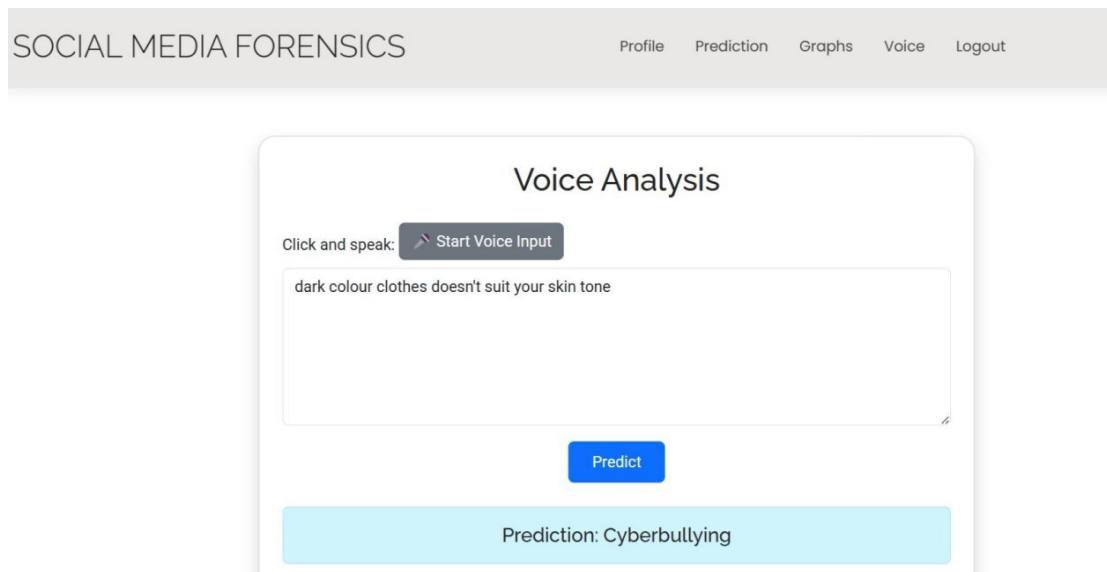 SOCIAL MEDIA FORENSICS Profile Prediction Graphs Voice Logout
Voice Analysis
Click and speak: Start Voice Input
dark colour clothes doesn't suit your skin tone
Predict
Prediction: Cyberbullying